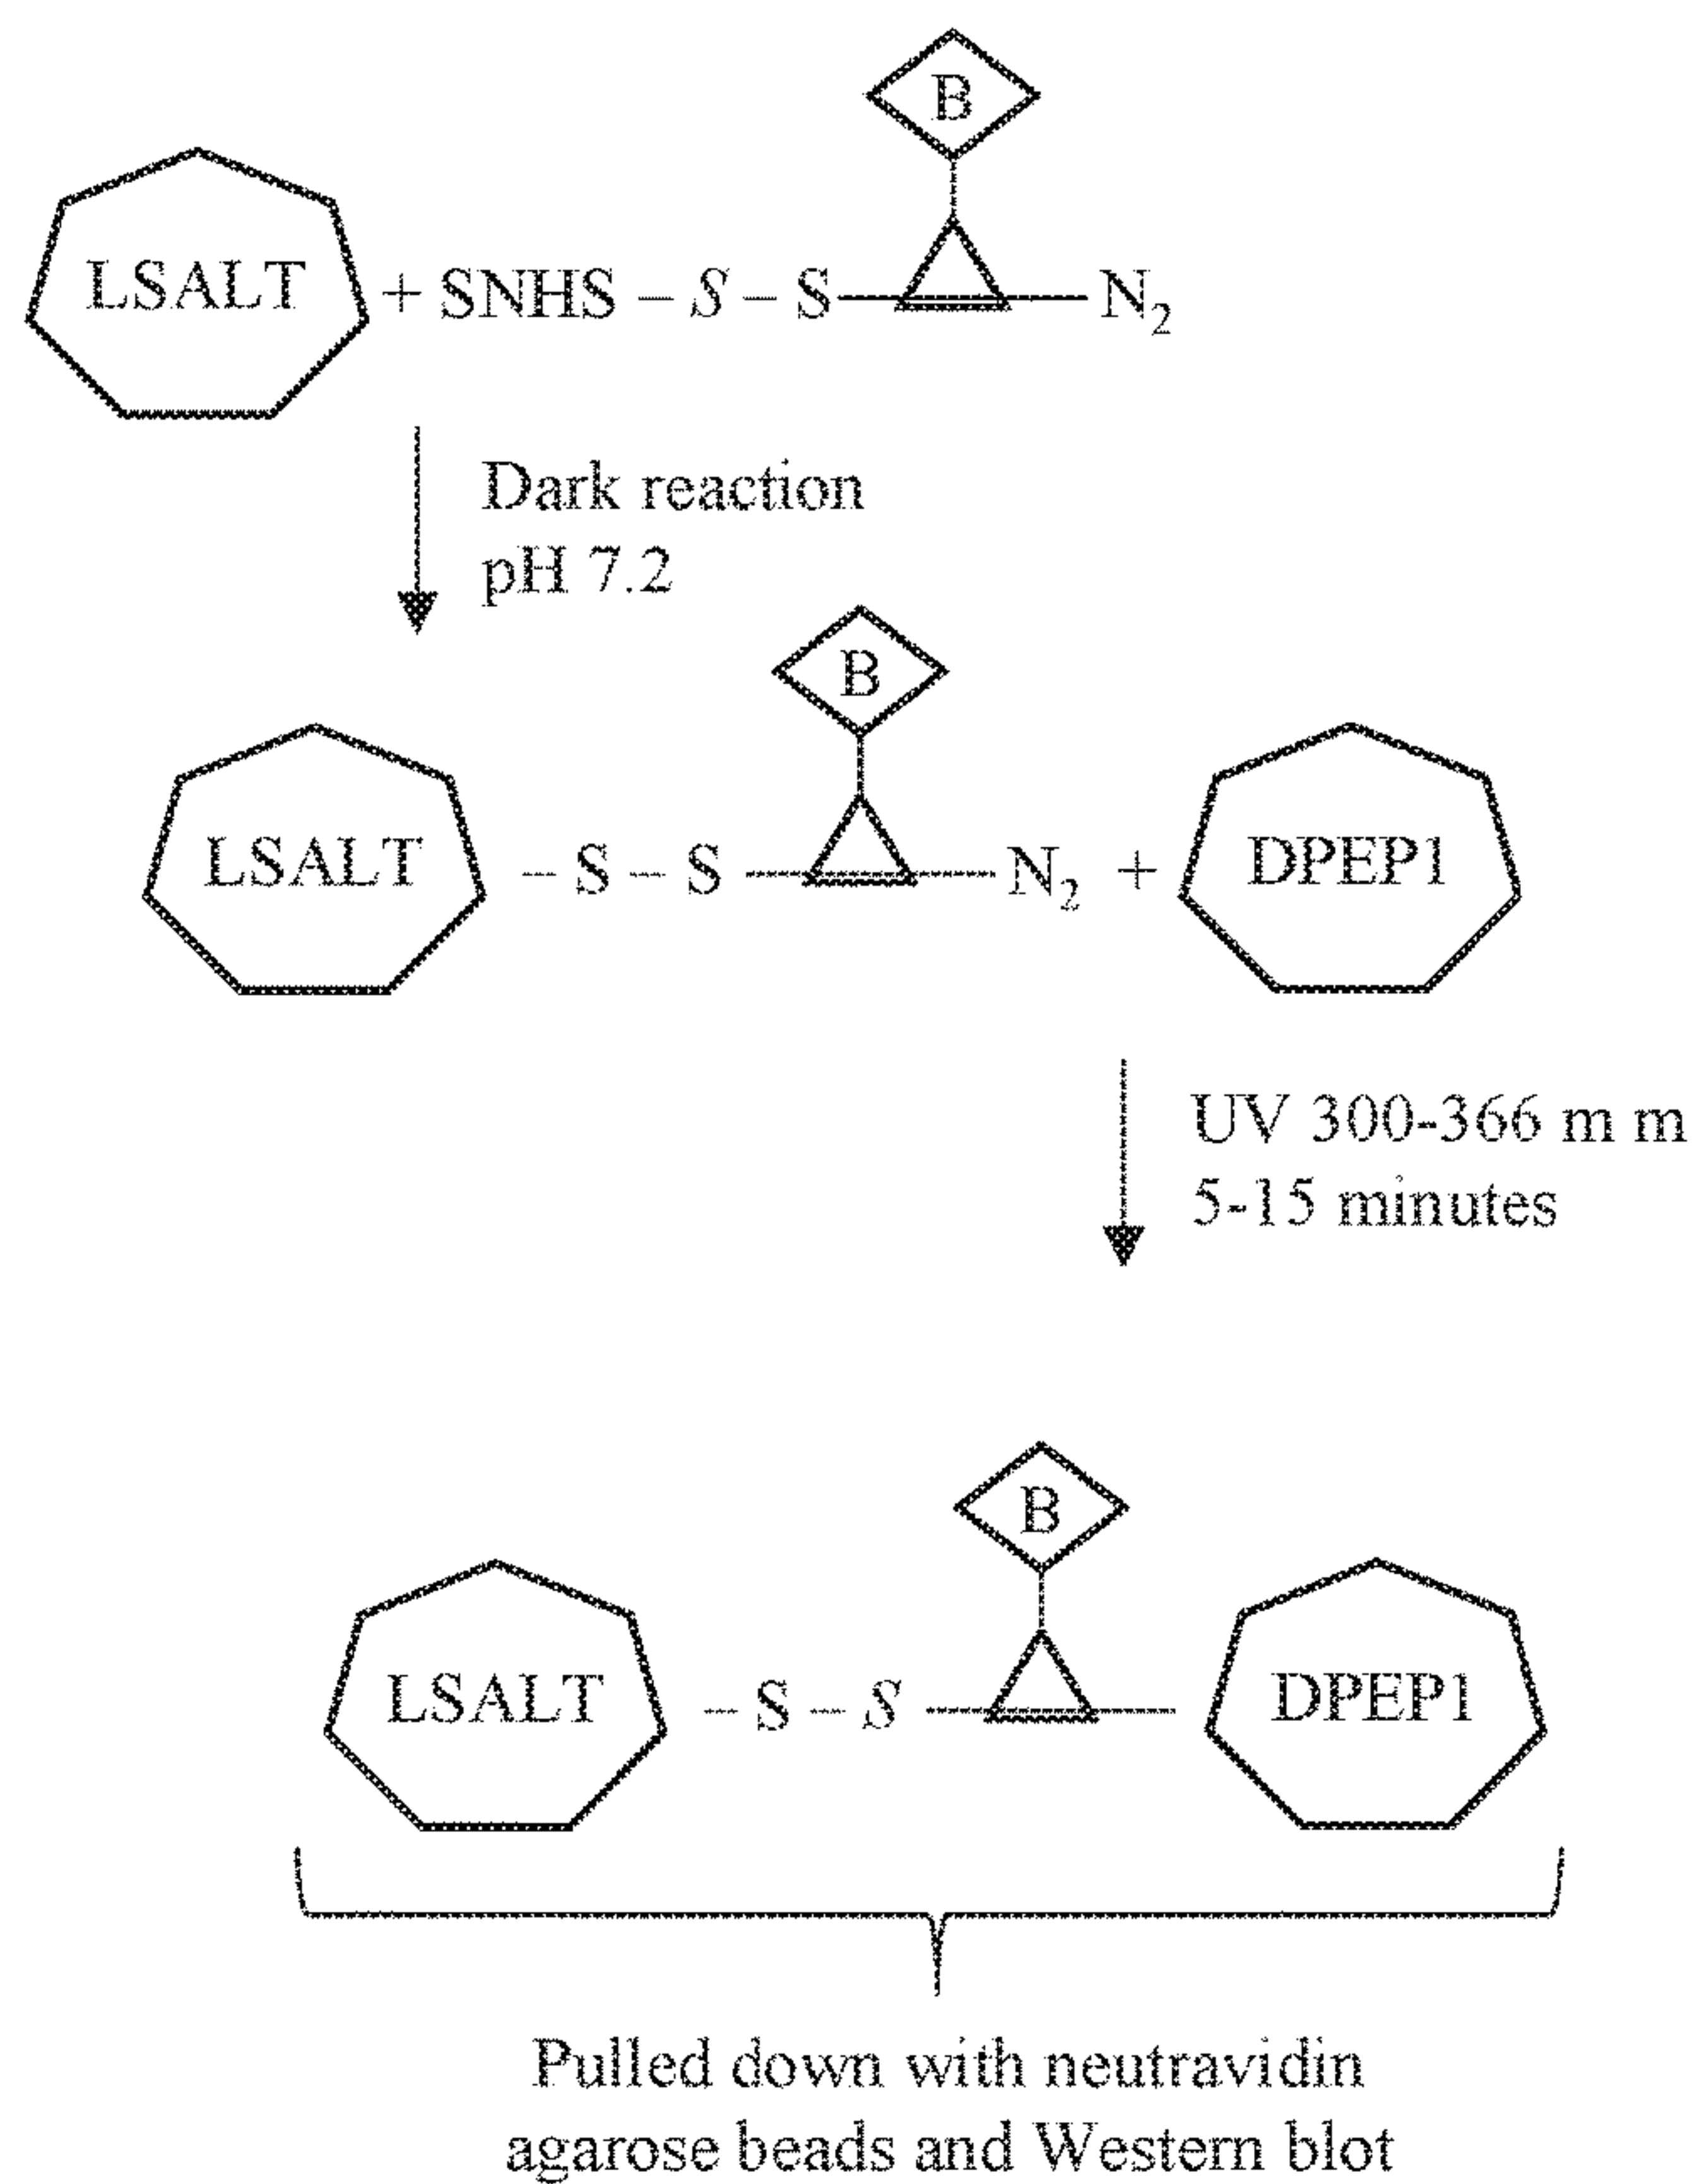 B
LSALT + SNHS – S – S N₂
Dark reaction
pH 7.2
B
LSALT – S – S N₂ + DPEP1
UV 300-366 m m
5-15 minutes
B
LSALT – S – S DPEP1
Pulled down with neutravidin
agarose beads and Western blot